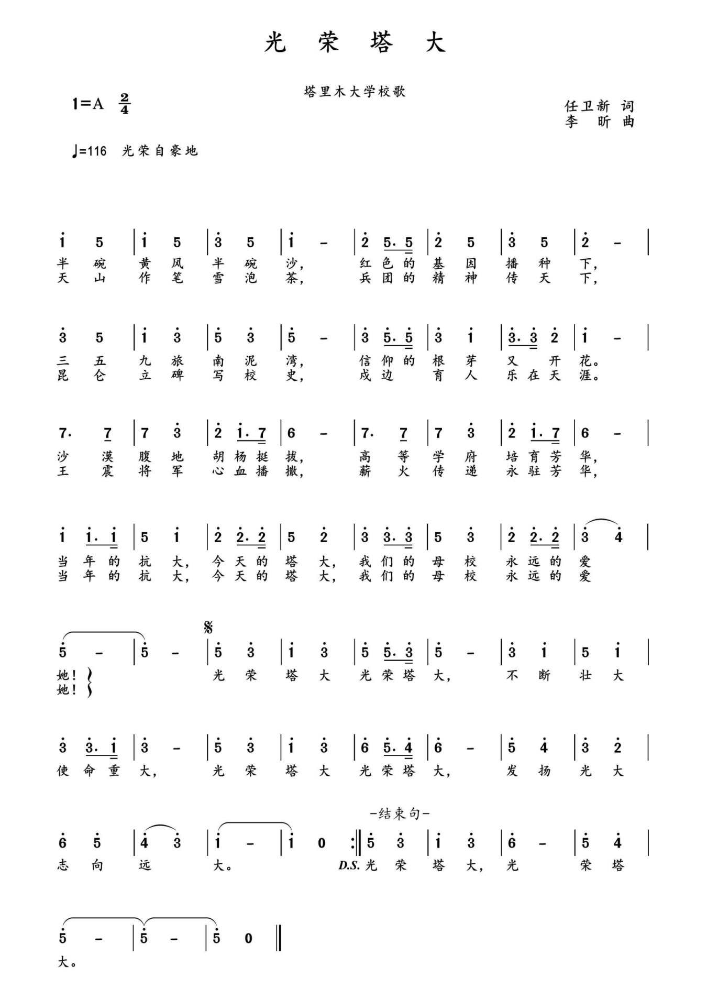 光荣塔大
塔里木大学校歌
1=A 2/4
任卫新 词
李昕 曲
♩=116 光荣自豪地
1̇ 5 | 1̇ 5 | 3̇ 5 | 1̇ – | 2̇ 5. 5 | 2̇ 5 | 3̇ 5 | 2̇ – |
半碗黄风半碗沙，红色的基因播种下，
天山作笔雪泡茶，兵团的精神传天下，
3̇ 5 | 1̇ 3̇ | 5̇ 3̇ | 5̇ – | 3̇ 5̇. 5̇ | 3̇ 1̇ | 3̇. 3̇ 2̇ | 1̇ – |
三五九旅南泥湾，信仰的根芽又开花。
昆仑立碑写校史，戍边育人乐在天涯。
7. 7 | 7 3̇ | 2̇ 1̇. 7 | 6 – | 7. 7 | 7 3̇ | 2̇ 1̇. 7 | 6 – |
沙漠腹地胡杨挺拔，高等学府培育芳华，
王震将军心血播撒，薪火传递永驻芳华，
1̇ 1̇. 1̇ | 5 1̇ | 2̇ 2̇. 2̇ | 5 2̇ | 3̇ 3̇. 3̇ | 5 3̇ | 2̇ 2̇. 2̇ | 3̇ 4̇ |
当年的抗大，今天的塔大，我们的母校永远的爱
当年的抗大，今天的塔大，我们的母校永远的爱
5̇ – | 5̇ – | 5̇ 3̇ | 1̇ 3̇ | 5̇ 5̇. 3̇ | 5̇ – | 3̇ 1̇ | 5 1̇ |
她！光荣塔大光荣塔大，不断壮大
她！
3̇ 3̇. 1̇ | 3̇ – | 5̇ 3̇ | 1̇ 3̇ | 6̇ 5̇. 4̇ | 6̇ – | 5̇ 4̇ | 3̇ 2̇ |
使命重大，光荣塔大光荣塔大，发扬光大
–结束句–
6̇ 5̇ | 4̇ 3̇ | 1̇ – | 1̇ 0 :‖ 5̇ 3̇ | 1̇ 3̇ | 6̇ – | 5̇ 4̇ |
志向远大。 D.S. 光荣塔大，光荣塔
5̇ – | 5̇ – | 5̇ 0 ‖
大。